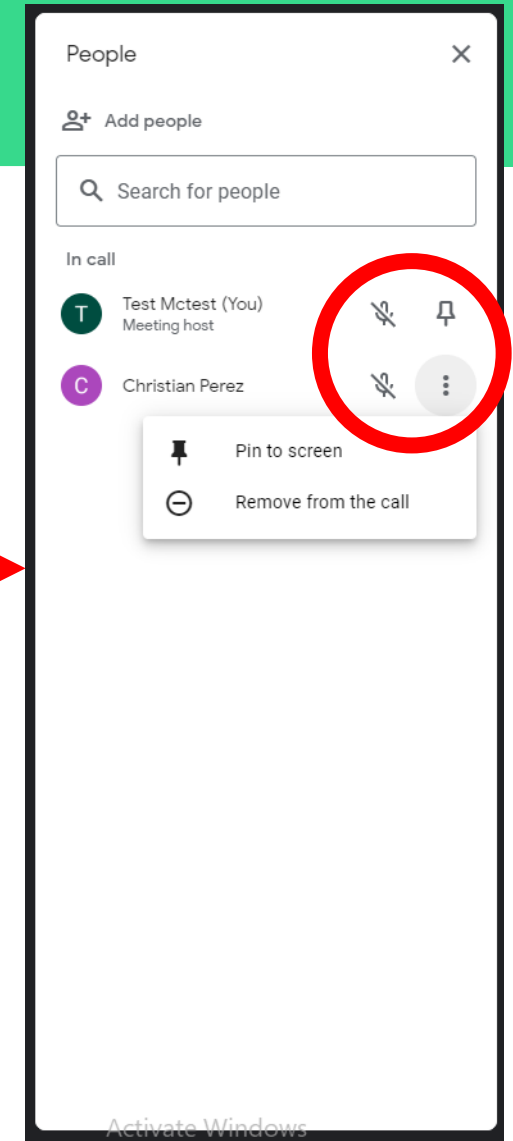 People
Add people
Search for people
In call
T
Test Mctest (You)
Meeting host
C
Christian Perez
Pin to screen
Remove from the call
Activate Windows